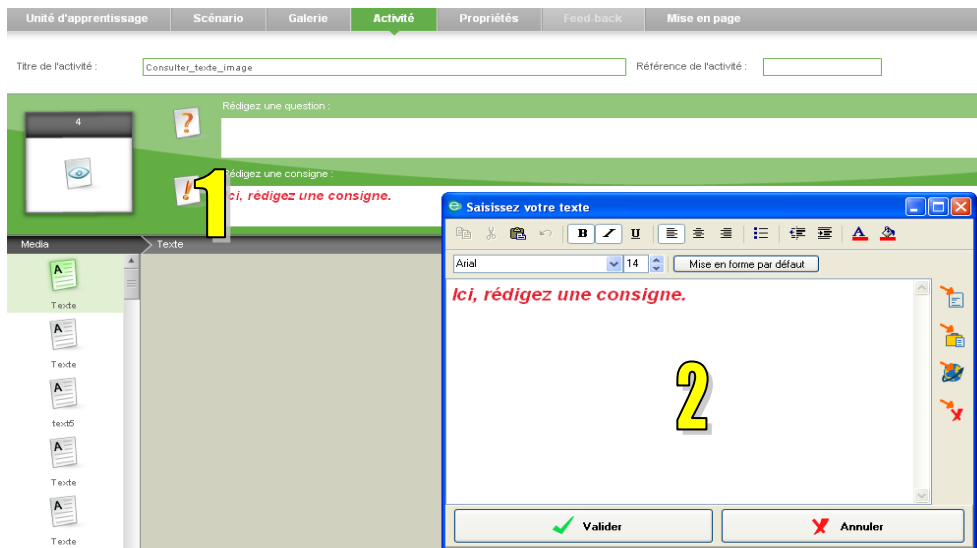 Unité d'apprentissage Scénario Galerie Activité Propriétés Feed-back Mise en page
Titre de l'activité : Consulter_texte_image Référence de l'activité :
4
Rédigez une question :
?
Rédigez une consigne :
!
Ici, rédigez une consigne.
1
Media Texte
Texte
Texte
text5
Texte
Texte
Saisissez votre texte
B I U A
Arial 14 Mise en forme par défaut
Ici, rédigez une consigne.
2
Valider Annuler